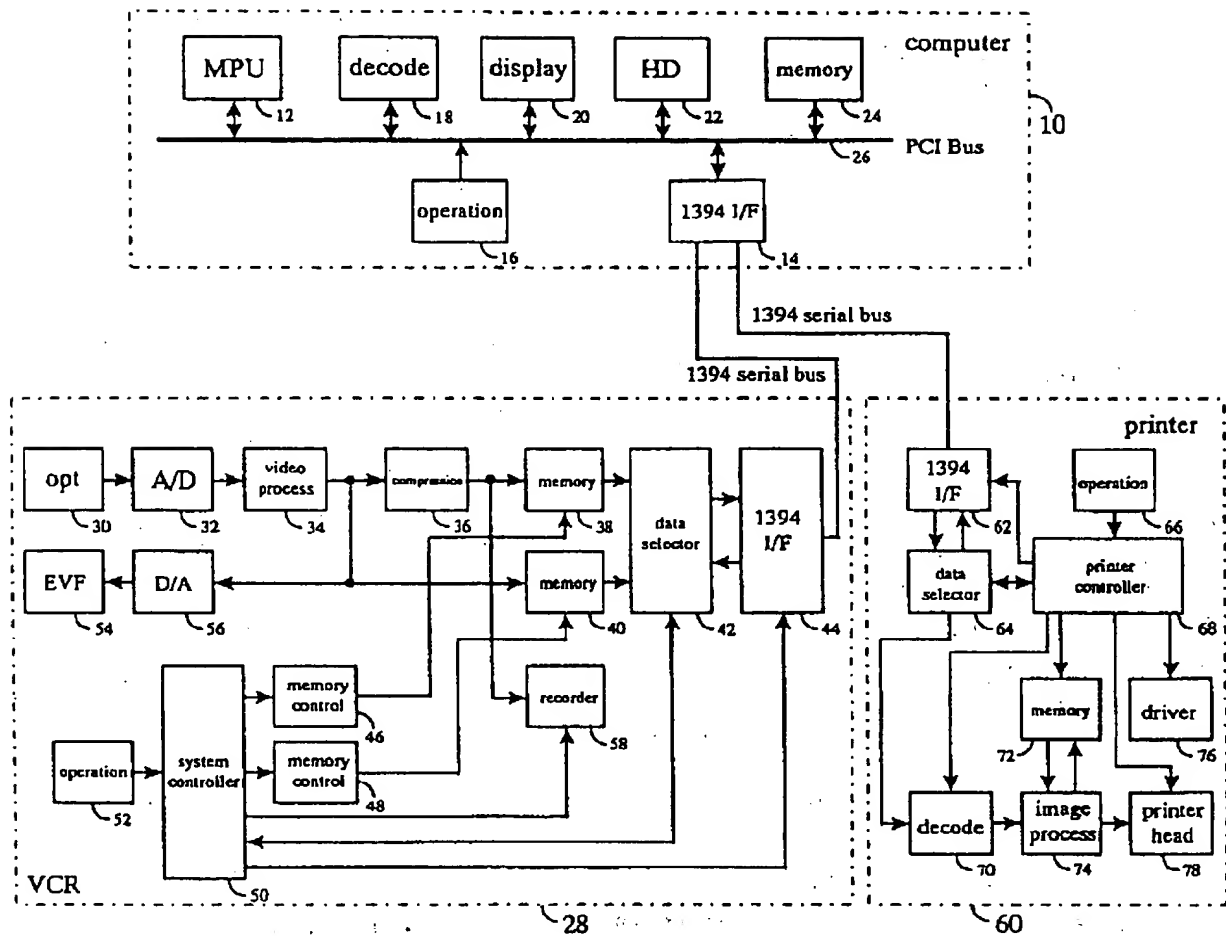 computer
MPU
decode
display
HD
memory
12
18
20
22
24
10
PCI Bus
26
operation
1394 I/F
16
14
1394 serial bus
1394 serial bus
printer
opt
A/D
video
process
compression
memory
data
selector
1394
I/F
30
32
34
36
38
EVF
D/A
memory
54
56
40
42
44
1394
I/F
operation
62
66
data
selector
printer
controller
64
68
system
controller
memory
control
46
recorder
58
operation
52
memory
control
48
memory
72
driver
76
decode
70
image
process
74
printer
head
78
VCR
50
28
60